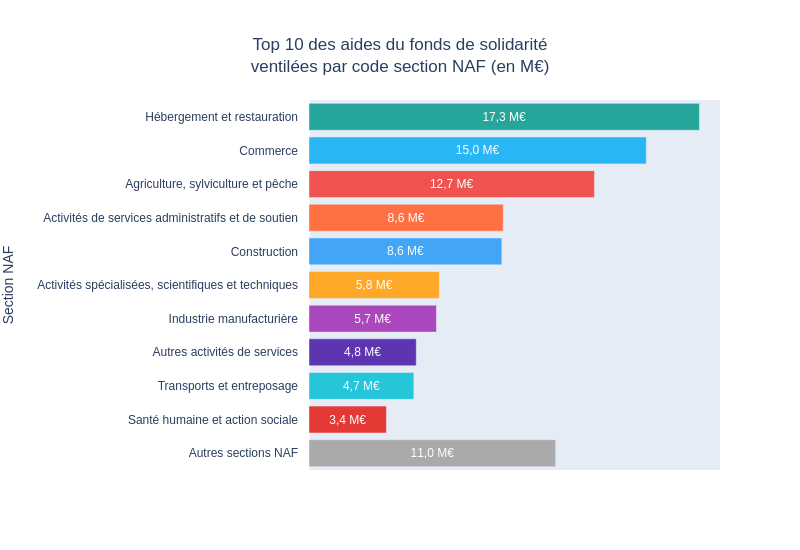 Top 10 des aides du fonds de solidarité
ventilées par code section NAF (en M€)
Section NAF
Hébergement et restauration 17,3 M€
Commerce 15,0 M€
Agriculture, sylviculture et pêche 12,7 M€
Activités de services administratifs et de soutien 8,6 M€
Construction 8,6 M€
Activités spécialisées, scientifiques et techniques 5,8 M€
Industrie manufacturière 5,7 M€
Autres activités de services 4,8 M€
Transports et entreposage 4,7 M€
Santé humaine et action sociale 3,4 M€
Autres sections NAF 11,0 M€